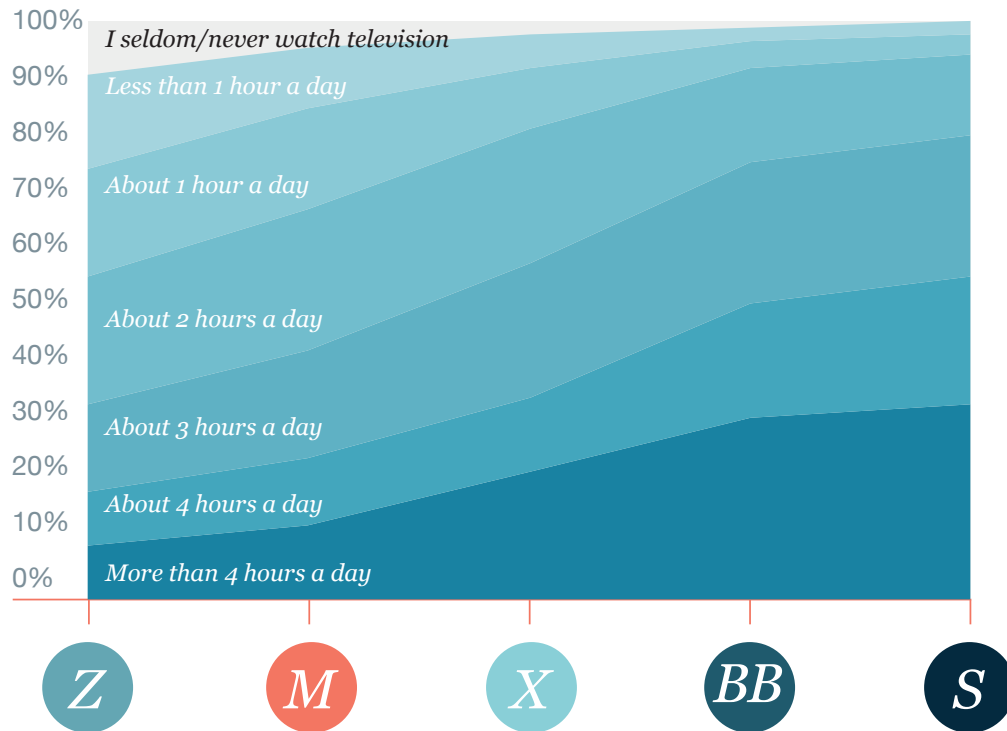 100%
I seldom/never watch television
90%
Less than 1 hour a day
80%
70%
About 1 hour a day
60%
50%
About 2 hours a day
40%
30%
About 3 hours a day
20%
About 4 hours a day
10%
More than 4 hours a day
0%
Z M X BB S